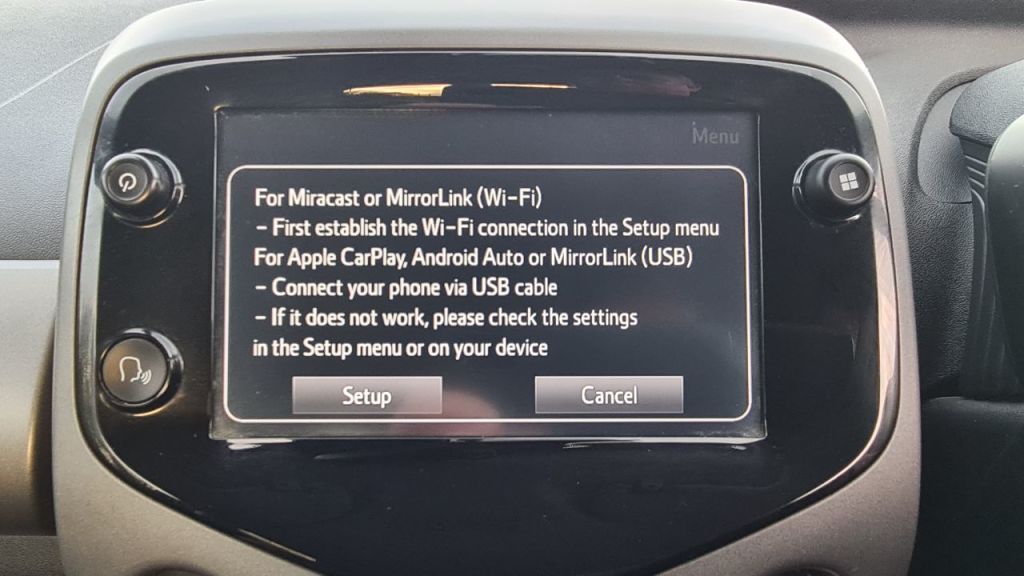 Menu
For Miracast or MirrorLink (Wi-Fi)
- First establish the Wi-Fi connection in the Setup menu
For Apple CarPlay, Android Auto or MirrorLink (USB)
- Connect your phone via USB cable
- If it does not work, please check the settings
in the Setup menu or on your device
Setup Cancel